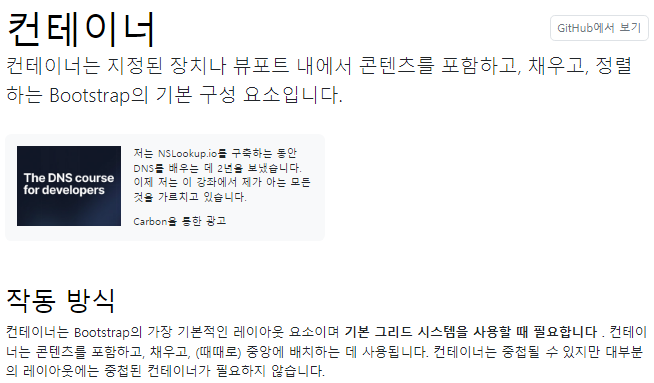 컨테이너
GitHub에서 보기
컨테이너는 지정된 장치나 뷰포트 내에서 콘텐츠를 포함하고, 채우고, 정렬
하는 Bootstrap의 기본 구성 요소입니다.
The DNS course
for developers
저는 NSLookup.io를 구축하는 동안
DNS를 배우는 데 2년을 보냈습니다.
이제 저는 이 강좌에서 제가 아는 모든
것을 가르치고 있습니다.
Carbon을 통한 광고
작동 방식
컨테이너는 Bootstrap의 가장 기본적인 레이아웃 요소이며 기본 그리드 시스템을 사용할 때 필요합니다 . 컨테이
너는 콘텐츠를 포함하고, 채우고, (때때로) 중앙에 배치하는 데 사용됩니다. 컨테이너는 중첩될 수 있지만 대부분
의 레이아웃에는 중첩된 컨테이너가 필요하지 않습니다.